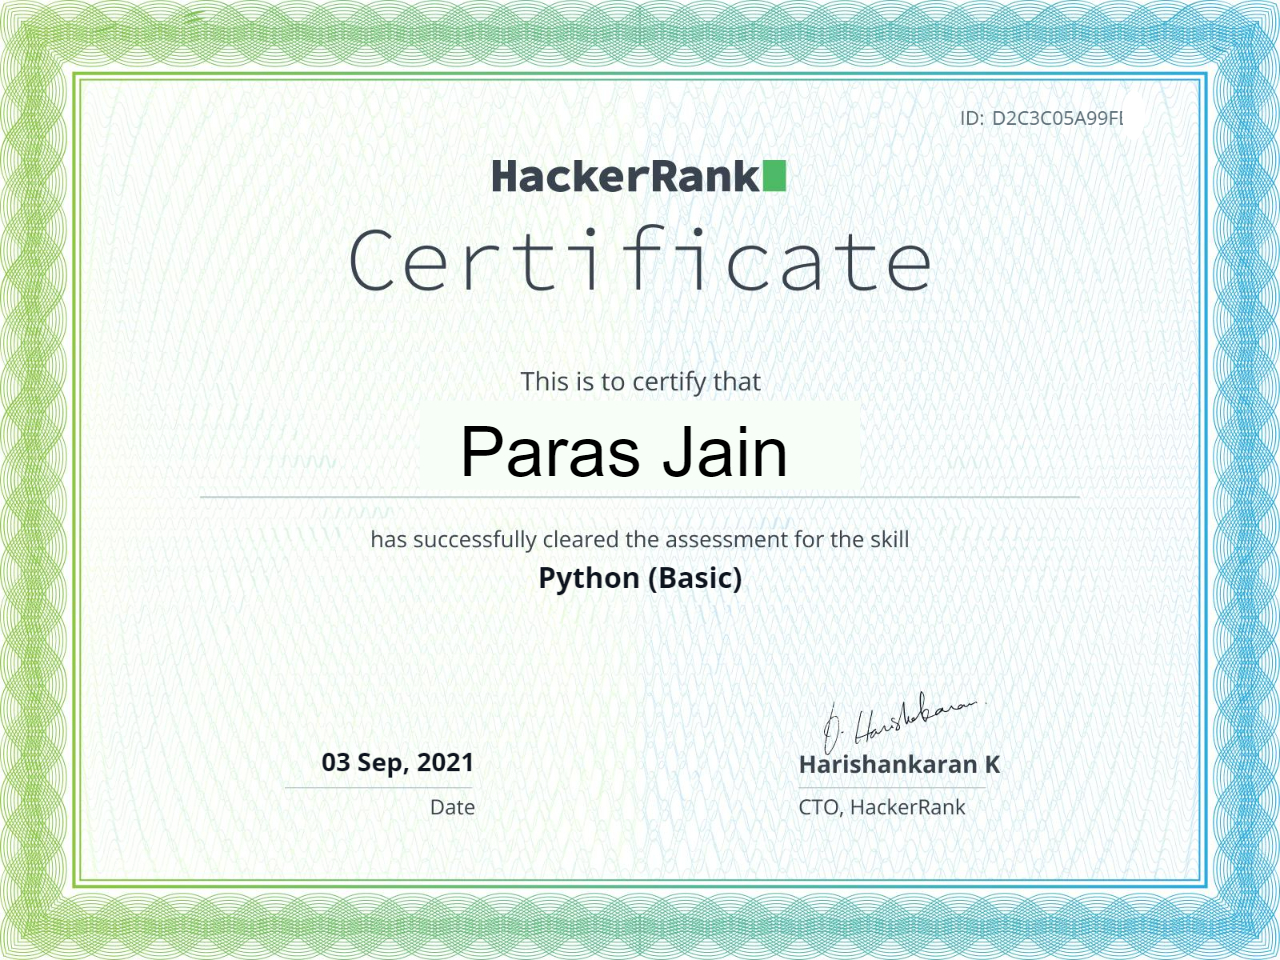 ID: D2C3C05A99F
HackerRank
Certificate
This is to certify that
Paras Jain
has successfully cleared the assessment for the skill
Python (Basic)
03 Sep, 2021
Date
D. Harishankaran
Harishankaran K
CTO, HackerRank